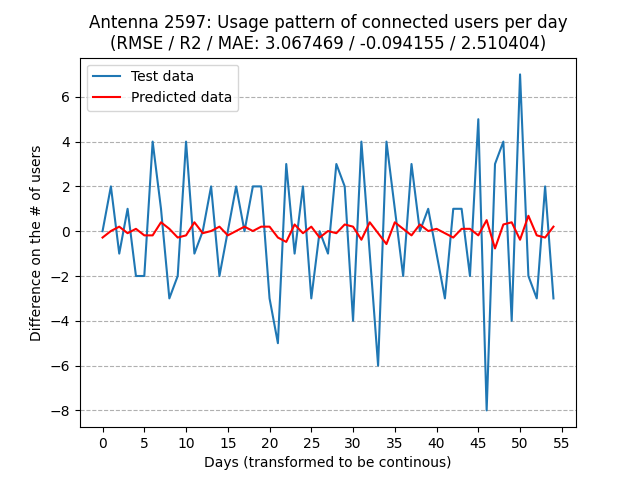 Antenna 2597: Usage pattern of connected users per day
(RMSE / R2 / MAE: 3.067469 / -0.094155 / 2.510404)
Test data
Predicted data
Difference on the # of users
6
4
2
0
−2
−4
−6
−8
0 5 10 15 20 25 30 35 40 45 50 55
Days (transformed to be continous)